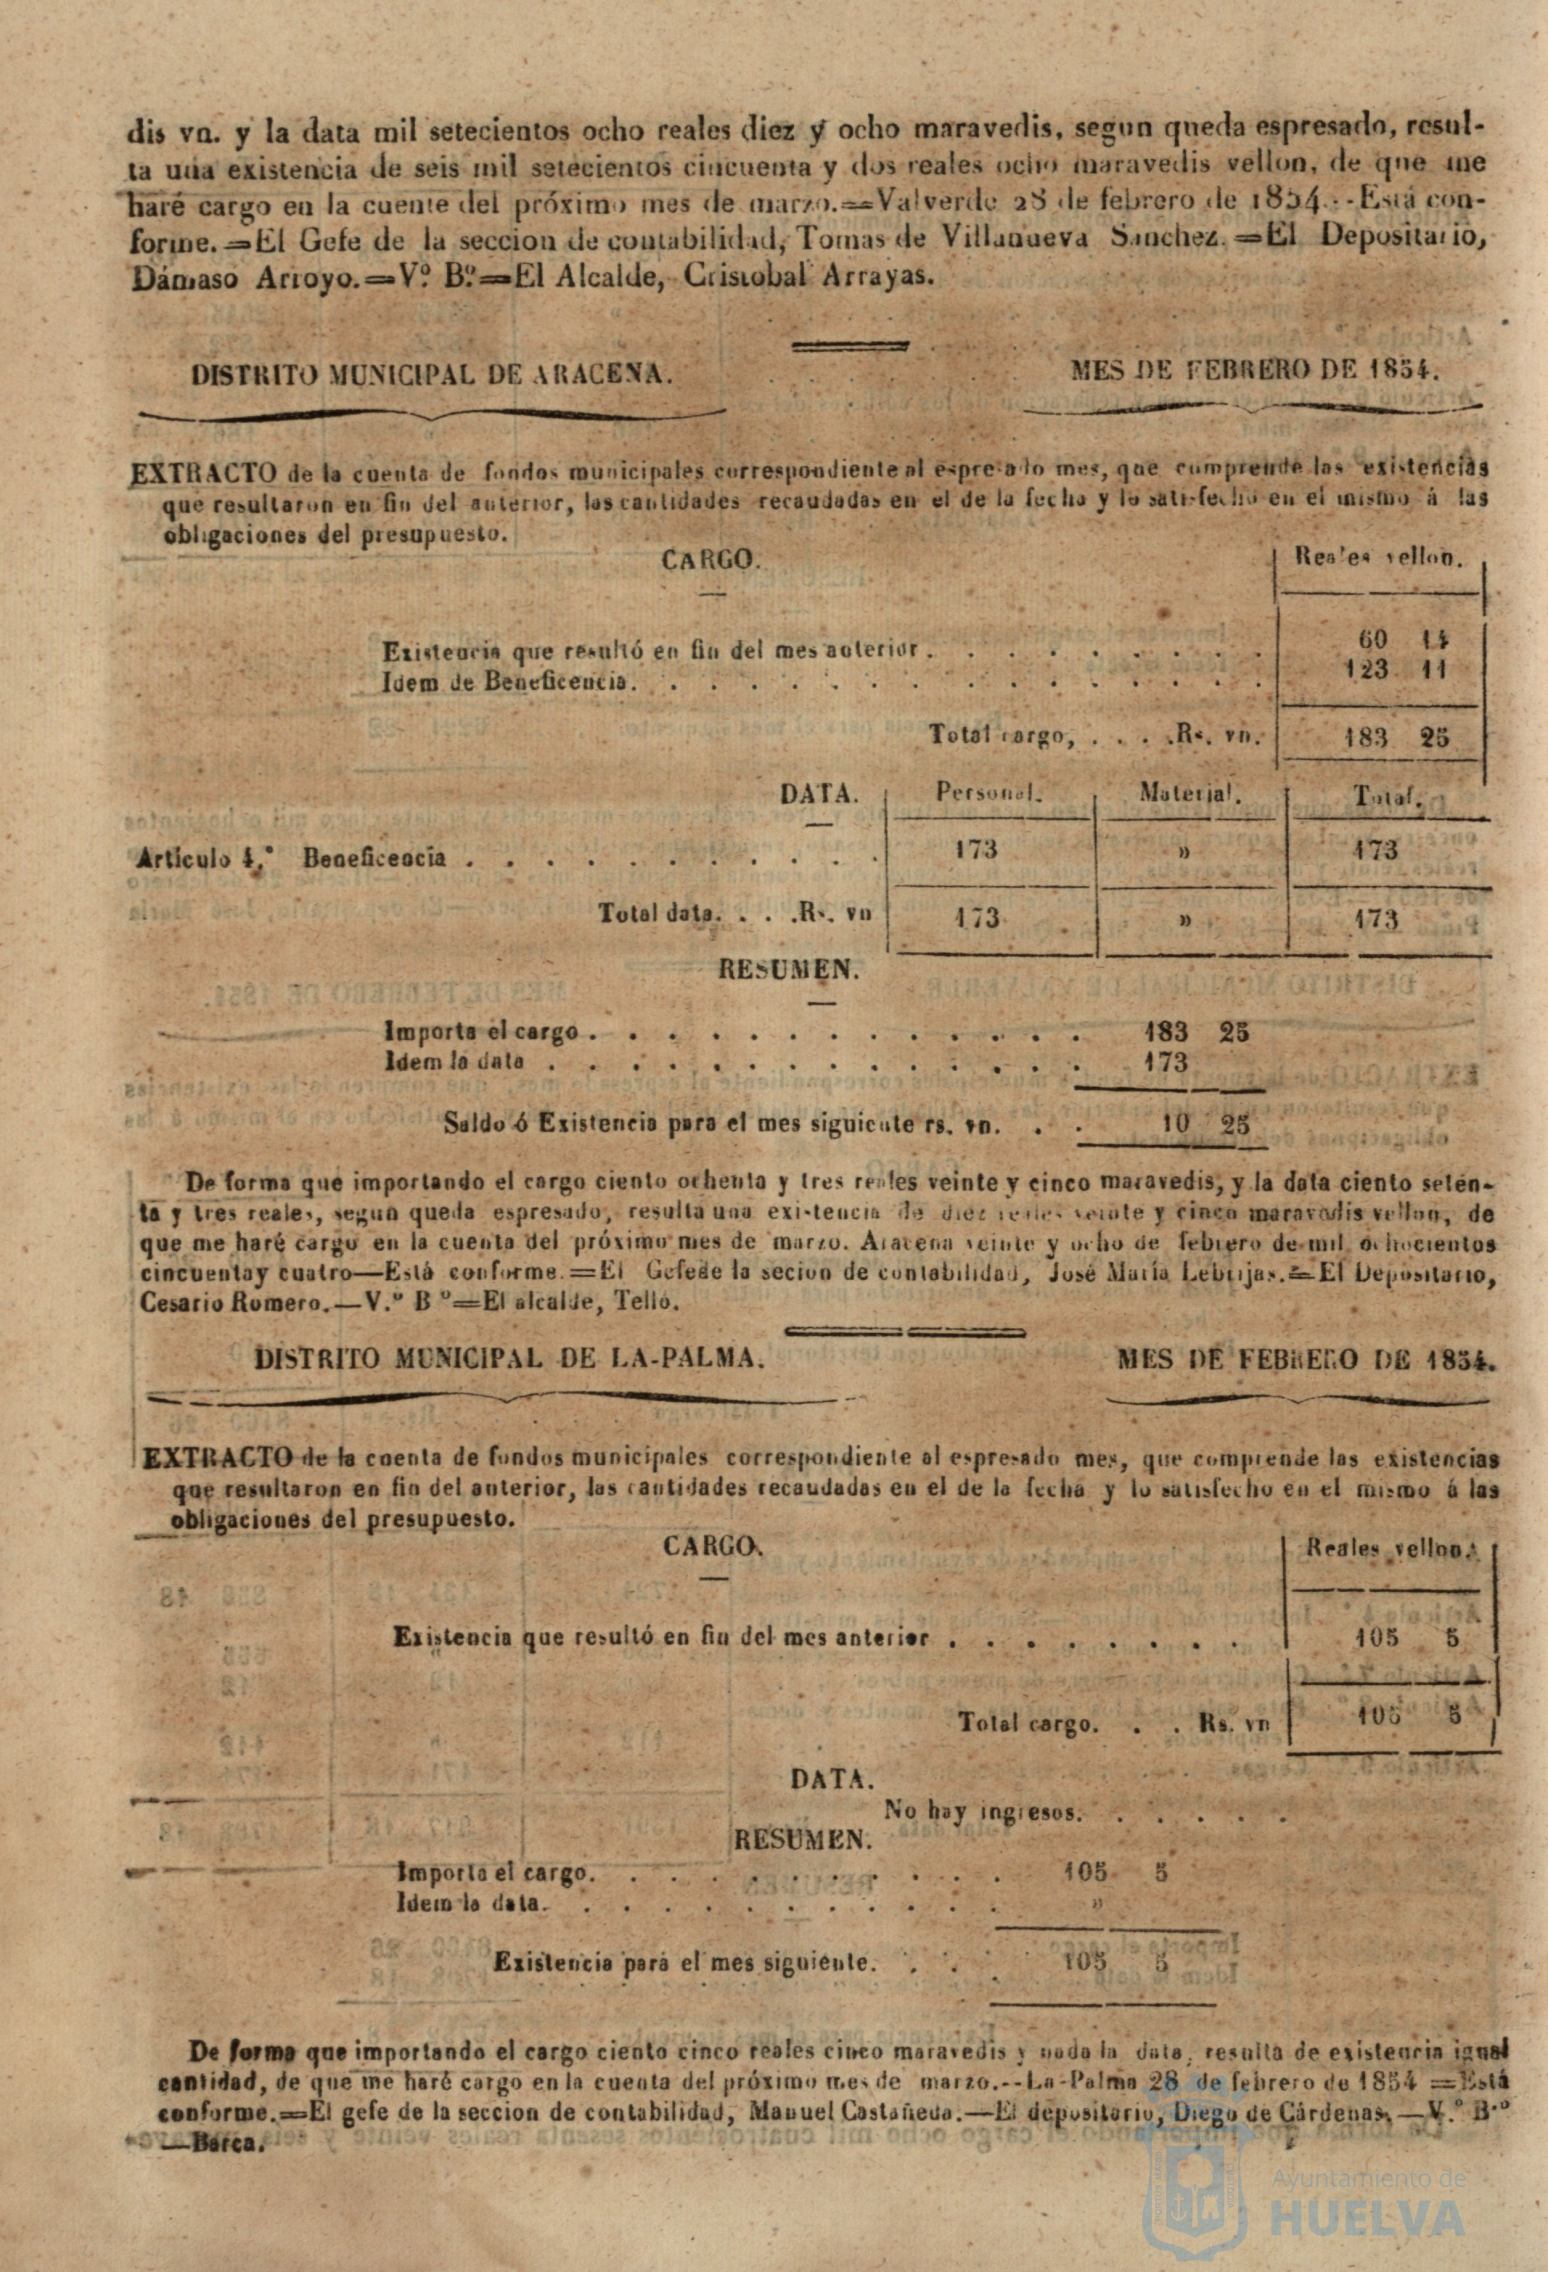 dis vn. y la data mil setecientos ocho reales diez y ocho maravedis, segun queda espresado, resul-
ta una existencia de seis mil setecientos cincuenta y dos reales ocho maravedis vellon, de que me
haré cargo en la cuente del próximo mes de marzo.=Valverde 28 de febrero de 1854.--Está con-
forme.=El Gefe de la seccion de contabilidad, Tomas de Villanueva Sanchez.=El Depositario,
Dámaso Arroyo.=V.º B.º=El Alcalde, Cristobal Arrayas.
DISTRITO MUNICIPAL DE ARACENA. MES DE FEBRERO DE 1854.
EXTRACTO de la cuenta de fondos municipales correspondiente al espresado mes, que comprende las existencias
que resultaron en fin del anterior, las cantidades recaudadas en el de la fecha y lo satisfecho en el mismo á las
obligaciones del presupuesto.
CARGO. Reales vellon.
Existencia que resultó en fin del mes anterior. . . . . . . . . 60 14
Idem de Beneficencia. . . . . . . . . . . . . . . 123 11
Total cargo, . . . .Rs. vn. 183 25
DATA. Personal. Material. Total.
Articulo 4.º Beneficencia . . . . . . . . . . . 173 » 173
Total data. . . .Rs. vn 173 » 173
RESUMEN.
Importa el cargo . . . . . . . . . . . . . 183 25
Idem la data . . . . . . . . . . . . . . 173
Saldo ó Existencia para el mes siguiente rs. vn. . . 10 25
De forma que importando el cargo ciento ochenta y tres reales veinte y cinco maravedis, y la data ciento seten-
ta y tres reales, segun queda espresado, resulta una existencia de diez reales veinte y cinco maravedis vellon, de
que me haré cargo en la cuenta del próximo mes de marzo. Aracena veinte y ocho de febrero de mil ochocientos
cincuentay cuatro—Está conforme.=El Gefede la secion de contabilidad, José María Lebrijas.=El Depositario,
Cesario Romero.—V.º B º=El alcalde, Tello.
DISTRITO MUNICIPAL DE LA-PALMA. MES DE FEBRERO DE 1854.
EXTRACTO de la cuenta de fondos municipales correspondiente al espresado mes, que comprende las existencias
que resultaron en fin del anterior, las cantidades recaudadas en el de la fecha y lo satisfecho en el mismo á las
obligaciones del presupuesto.
CARGO. Reales vellon.
Existencia que resultó en fin del mes anterior . . . . . . . . 105 5
Total cargo. . . Rs. vn 105 5
DATA.
No hay ingresos. . . . . .
RESUMEN.
Importa el cargo. . . . . . . . . . . 105 5
Idem la data. . . . . . . . . . . . »
Existencia para el mes siguiente. . . . 105 5
De forma que importando el cargo ciento cinco reales cinco maravedis y nada la data, resulta de existencia igual
cantidad, de que me haré cargo en la cuenta del próximo mes de marzo.--La-Palma 28 de febrero de 1854 =Está
conforme.=El gefe de la seccion de contabilidad, Manuel Castañeda.—El depositario, Diego de Cárdenas.—V.º B.º
—Barca.
Ayuntamiento de
HUELVA